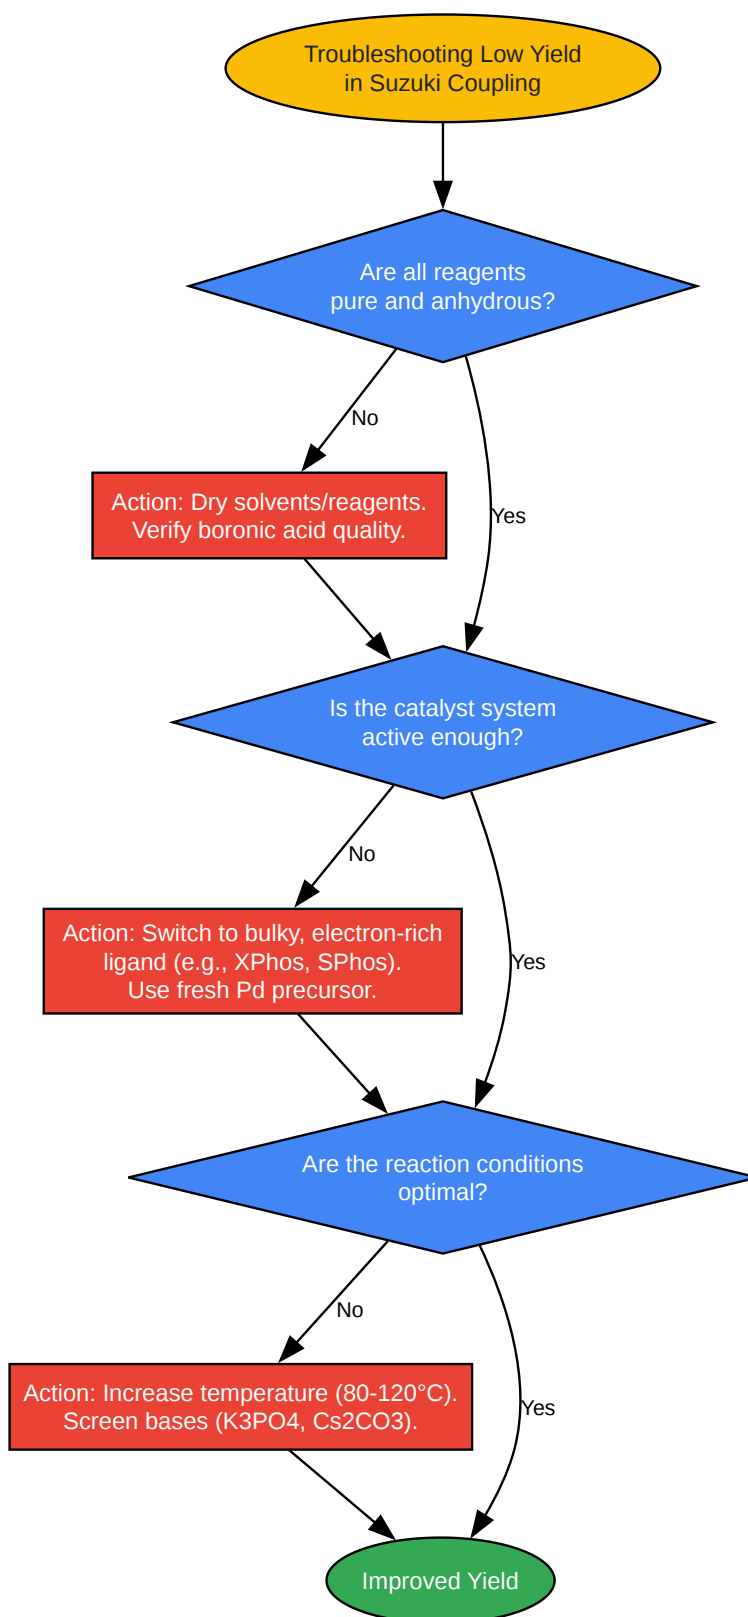 Troubleshooting Low Yield
in Suzuki Coupling
Are all reagents
pure and anhydrous?
No
Yes
Action: Dry solvents/reagents.
Verify boronic acid quality.
Is the catalyst system
active enough?
No
Yes
Action: Switch to bulky, electron-rich
ligand (e.g., XPhos, SPhos).
Use fresh Pd precursor.
Are the reaction conditions
optimal?
No
Yes
Action: Increase temperature (80-120°C).
Screen bases (K3PO4, Cs2CO3).
Improved Yield